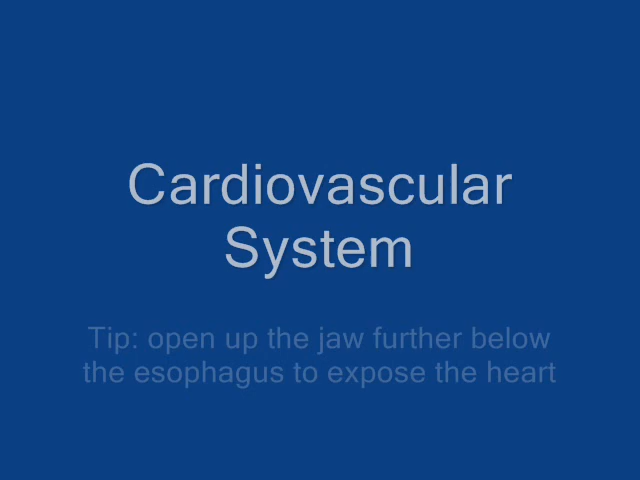 Cardiovascular
System
Tip: open up the jaw further below
the esophagus to expose the heart